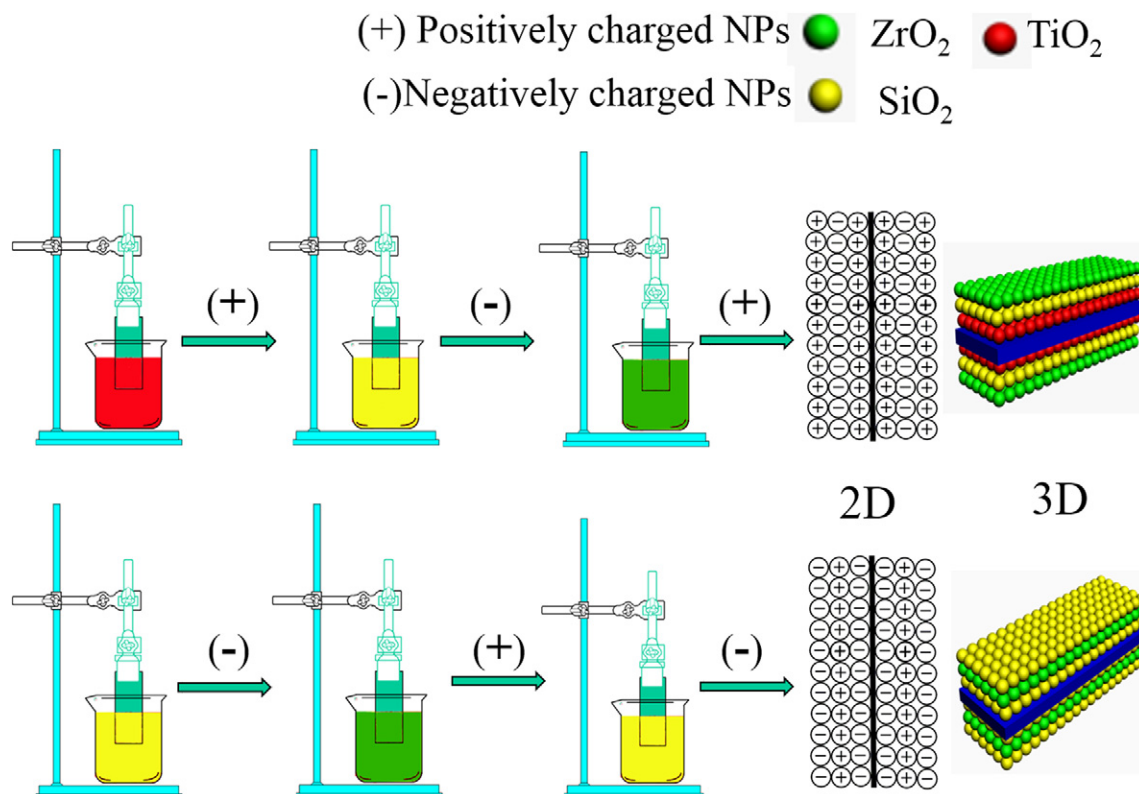 (+) Positively charged NPs ZrO₂ TiO₂
(-)Negatively charged NPs SiO₂
(+) (-) (+)
2D 3D
(-) (+) (-)